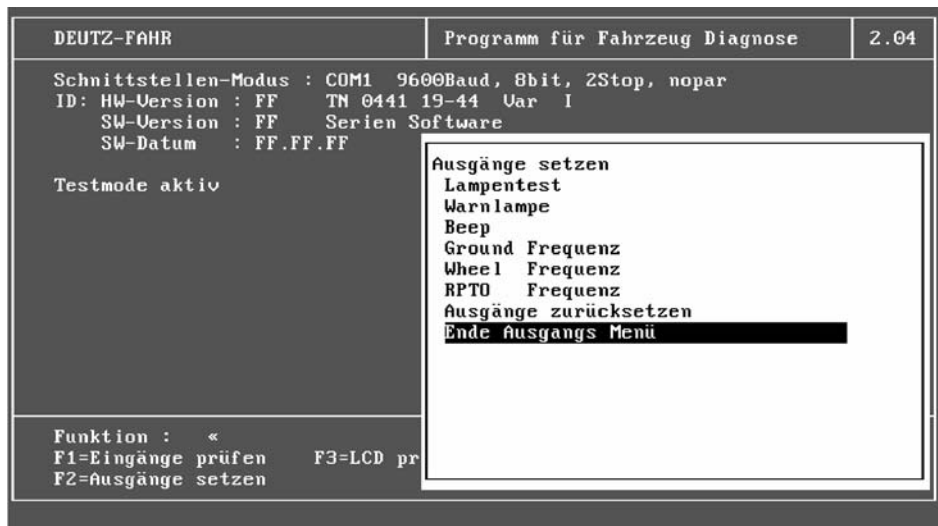 DEUTZ-FAHR Programm für Fahrzeug Diagnose 2.04
Schnittstellen-Modus : COM1 9600Baud, 8bit, 2Stop, nopar
ID: HW-Version : FF TN 0441 19-44 Var I
SW-Version : FF Serien Software
SW-Datum : FF.FF.FF
Testmode aktiv
Ausgänge setzen
Lampentest
Warnlampe
Beep
Ground Frequenz
Wheel Frequenz
RPTO Frequenz
Ausgänge zurücksetzen
Ende Ausgangs Menü
Funktion : «
F1=Eingänge prüfen F3=LCD pr
F2=Ausgänge setzen